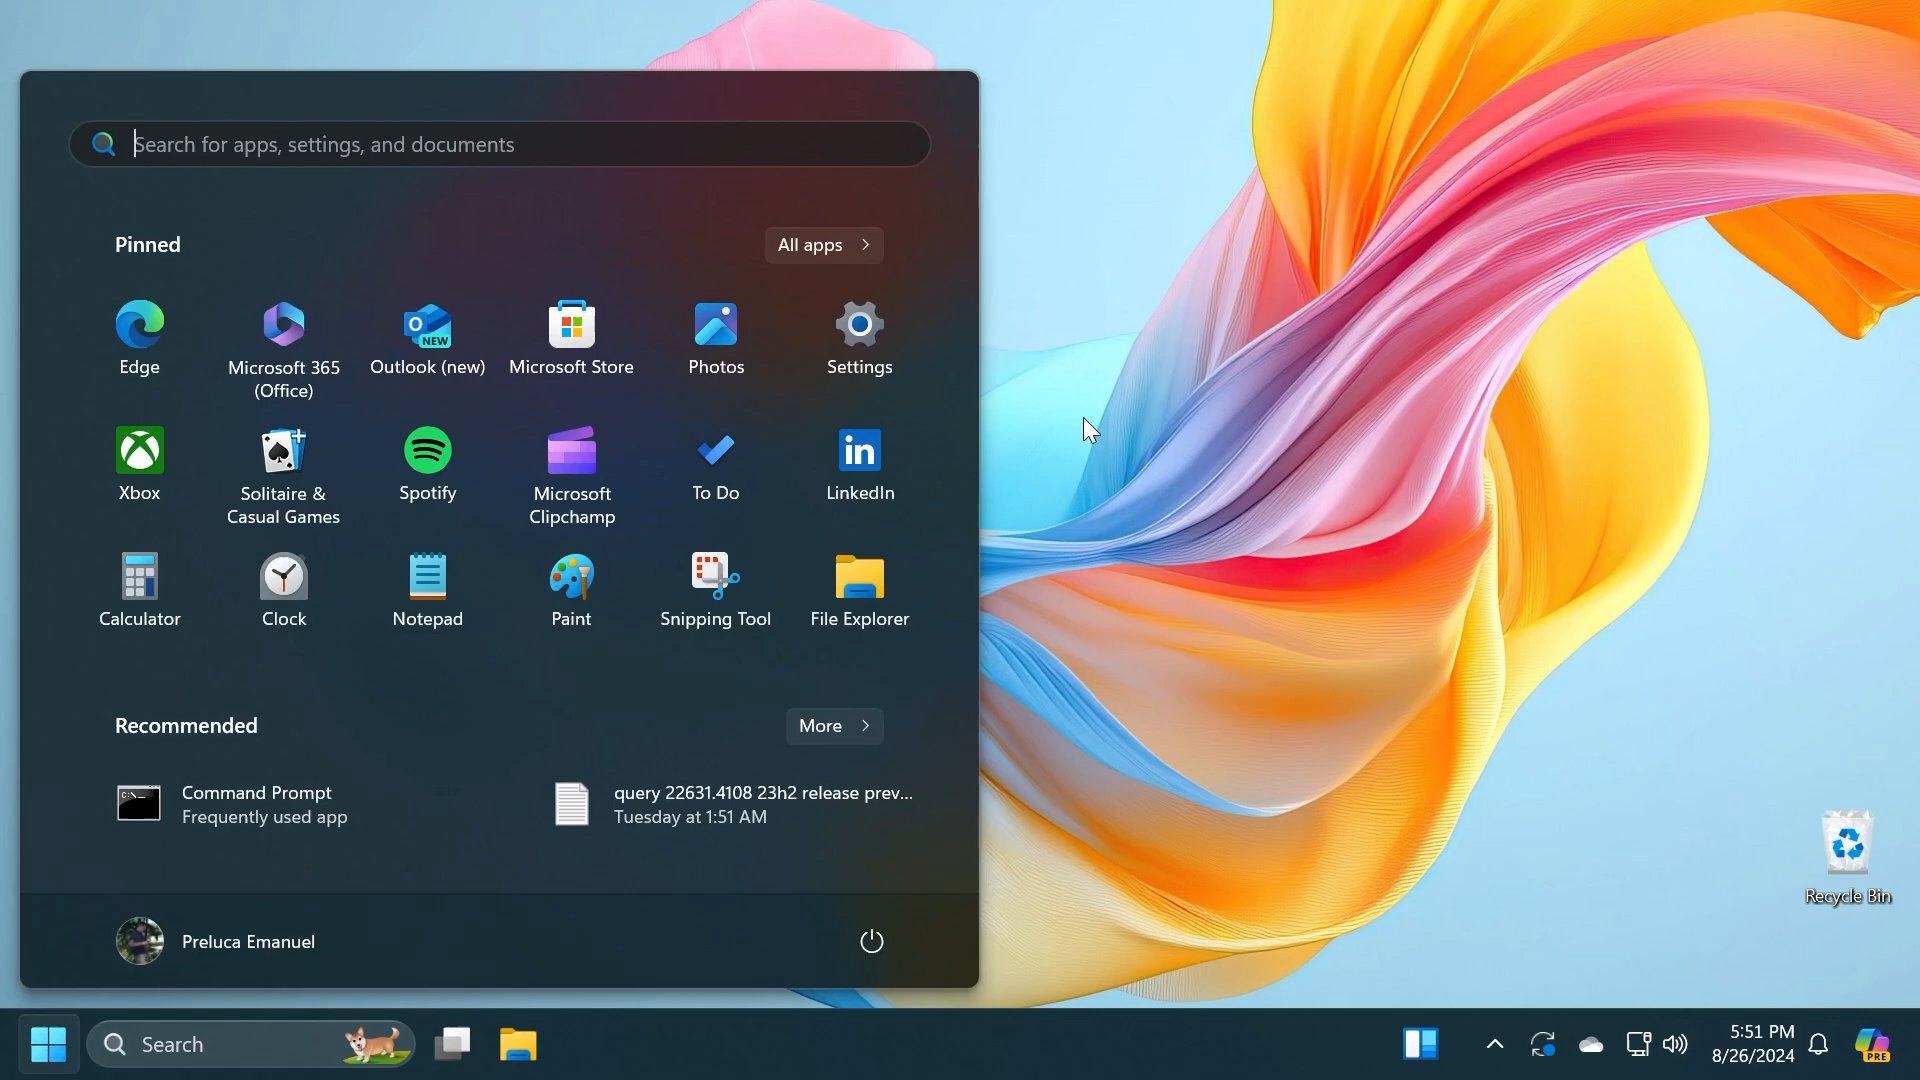 Search for apps, settings, and documents
Pinned
All apps
Edge
Microsoft 365
(Office)
Outlook (new)
NEW
Microsoft Store
Photos
Settings
Xbox
Solitaire &
Casual Games
Spotify
Microsoft
Clipchamp
To Do
LinkedIn
in
Calculator
Clock
Notepad
Paint
Snipping Tool
File Explorer
Recommended
More
Command Prompt
Frequently used app
query 22631.4108 23h2 release prev...
Tuesday at 1:51 AM
Preluca Emanuel
Recycle Bin
Search
5:51 PM
8/26/2024
PRE